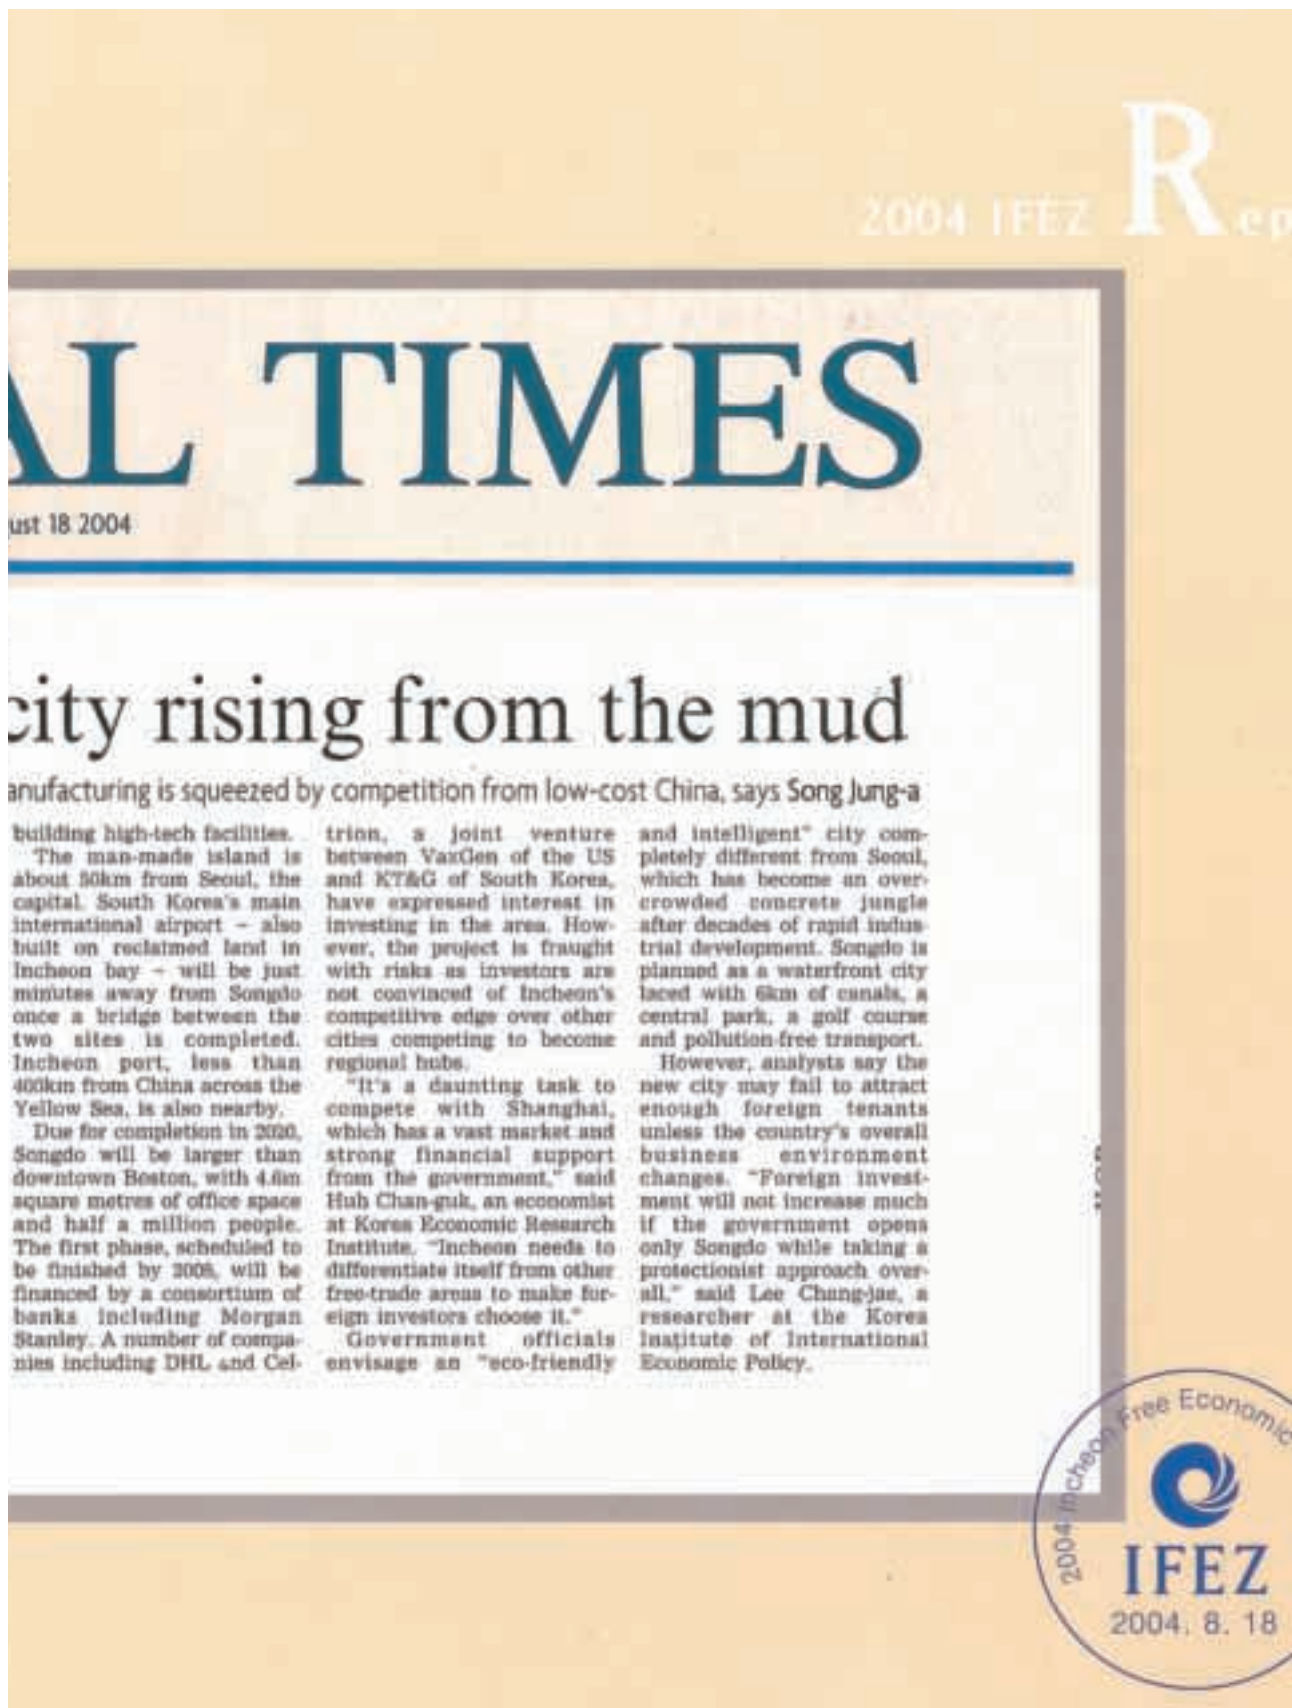 2004 IFEZ Rep
AL TIMES
ust 18 2004
city rising from the mud
anufacturing is squeezed by competition from low-cost China, says Song Jung-a
building high-tech facilities.
The man-made island is
about 50km from Seoul, the
capital. South Korea's main
international airport – also
built on reclaimed land in
Incheon bay – will be just
minutes away from Songdo
once a bridge between the
two sites is completed.
Incheon port, less than
400km from China across the
Yellow Sea, is also nearby.
Due for completion in 2020,
Songdo will be larger than
downtown Boston, with 4.6m
square metres of office space
and half a million people.
The first phase, scheduled to
be finished by 2008, will be
financed by a consortium of
banks including Morgan
Stanley. A number of compa-
nies including DHL and Cel-
trion, a joint venture
between VaxGen of the US
and KT&G of South Korea,
have expressed interest in
investing in the area. How-
ever, the project is fraught
with risks as investors are
not convinced of Incheon's
competitive edge over other
cities competing to become
regional hubs.
"It's a daunting task to
compete with Shanghai,
which has a vast market and
strong financial support
from the government," said
Huh Chan-guk, an economist
at Korea Economic Research
Institute. "Incheon needs to
differentiate itself from other
free-trade areas to make for-
eign investors choose it."
Government officials
envisage an "eco-friendly
and intelligent" city com-
pletely different from Seoul,
which has become an over-
crowded concrete jungle
after decades of rapid indus-
trial development. Songdo is
planned as a waterfront city
laced with 6km of canals, a
central park, a golf course
and pollution-free transport.
However, analysts say the
new city may fail to attract
enough foreign tenants
unless the country's overall
business environment
changes. "Foreign invest-
ment will not increase much
if the government opens
only Songdo while taking a
protectionist approach over-
all," said Lee Chang-jae, a
researcher at the Korea
Institute of International
Economic Policy.
2004 Incheon Free Economic
IFEZ
2004. 8. 18